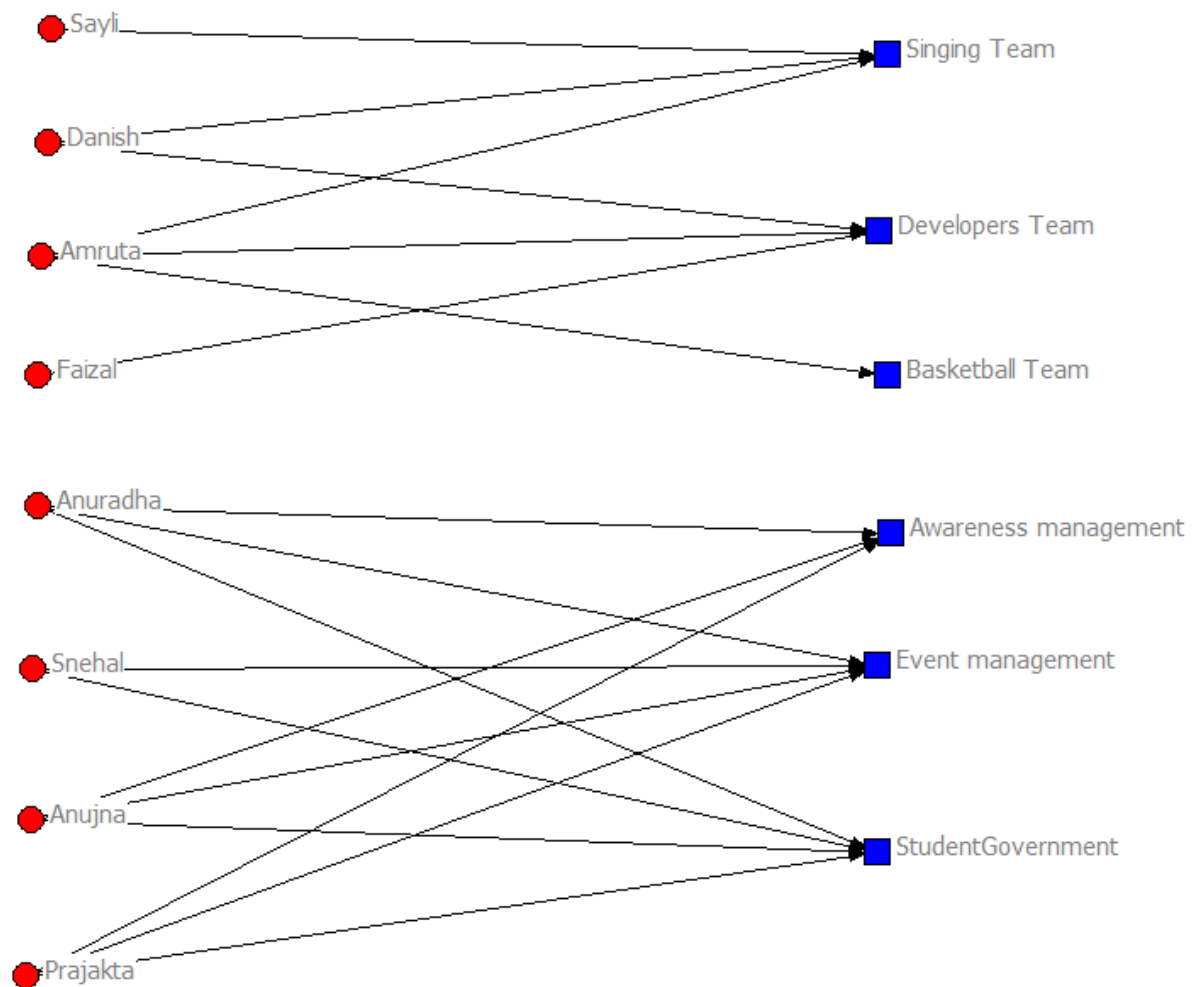 Sayli
Singing Team
Danish
Developers Team
Amruta
Faizal
Basketball Team
Anuradha
Awareness management
Snehal
Event management
Anujna
StudentGovernment
Prajakta